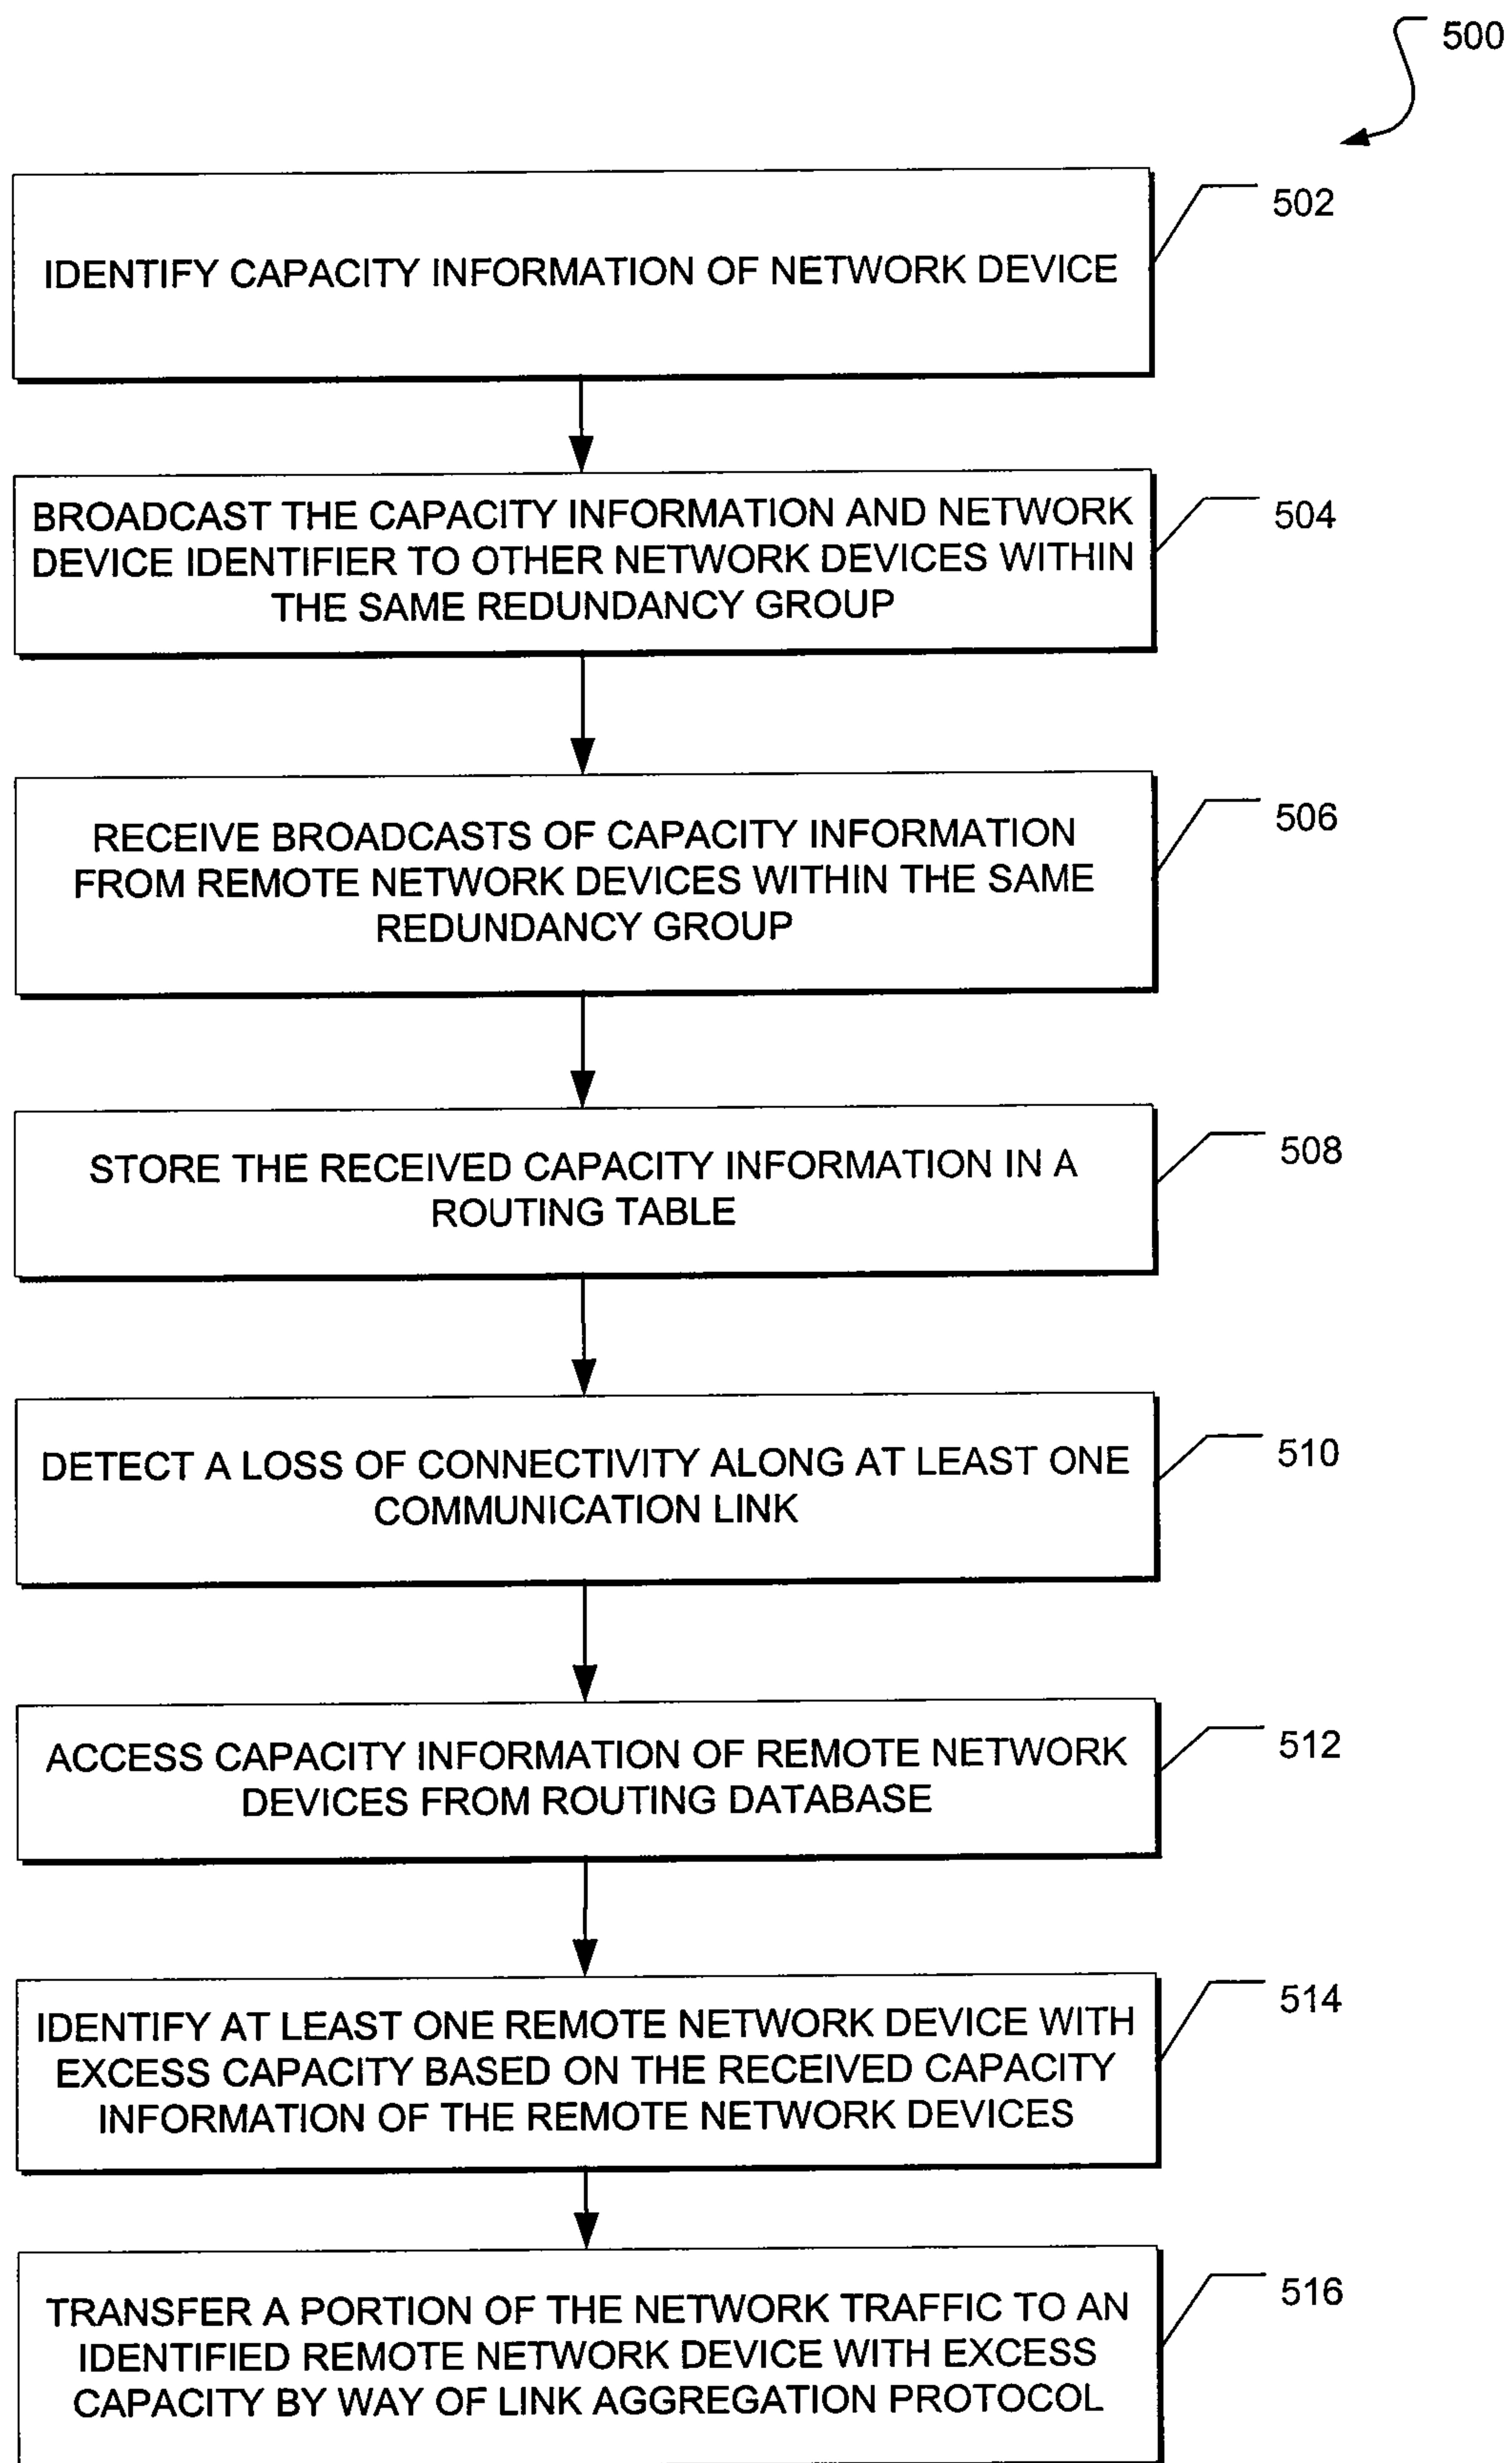 500
502
IDENTIFY CAPACITY INFORMATION OF NETWORK DEVICE
504
BROADCAST THE CAPACITY INFORMATION AND NETWORK
DEVICE IDENTIFIER TO OTHER NETWORK DEVICES WITHIN
THE SAME REDUNDANCY GROUP
506
RECEIVE BROADCASTS OF CAPACITY INFORMATION
FROM REMOTE NETWORK DEVICES WITHIN THE SAME
REDUNDANCY GROUP
508
STORE THE RECEIVED CAPACITY INFORMATION IN A
ROUTING TABLE
510
DETECT A LOSS OF CONNECTIVITY ALONG AT LEAST ONE
COMMUNICATION LINK
512
ACCESS CAPACITY INFORMATION OF REMOTE NETWORK
DEVICES FROM ROUTING DATABASE
514
IDENTIFY AT LEAST ONE REMOTE NETWORK DEVICE WITH
EXCESS CAPACITY BASED ON THE RECEIVED CAPACITY
INFORMATION OF THE REMOTE NETWORK DEVICES
516
TRANSFER A PORTION OF THE NETWORK TRAFFIC TO AN
IDENTIFIED REMOTE NETWORK DEVICE WITH EXCESS
CAPACITY BY WAY OF LINK AGGREGATION PROTOCOL